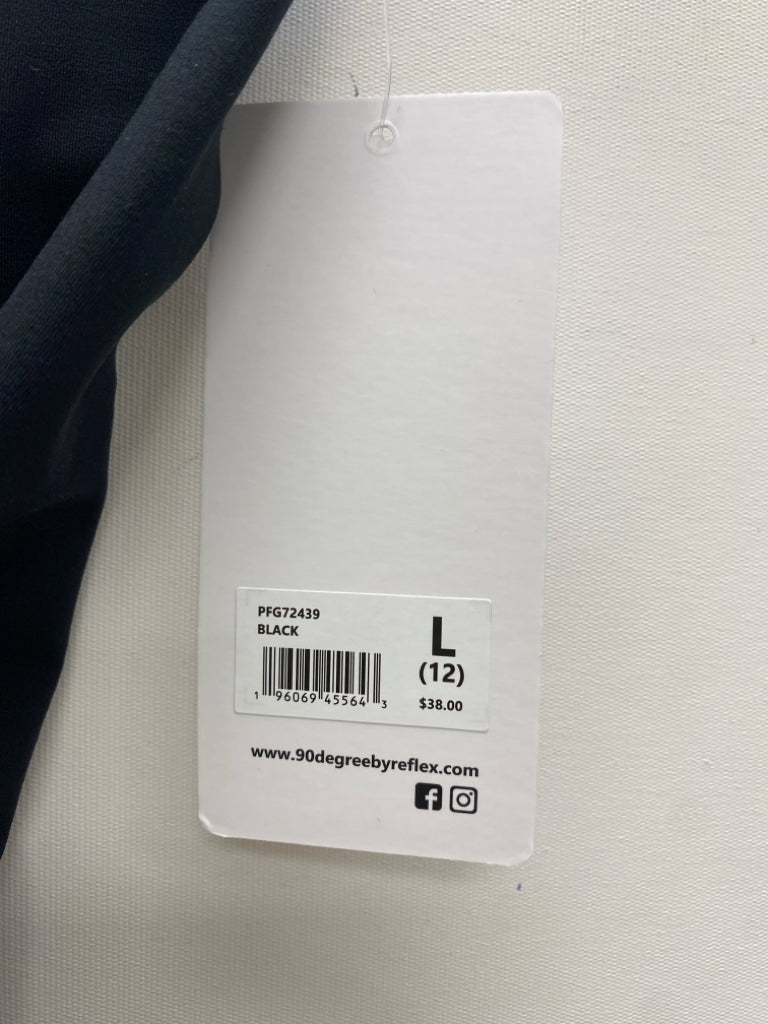 PFG72439
BLACK
L
(12)
$38.00
1 96069 45564 3
www.90degreebyreflex.com